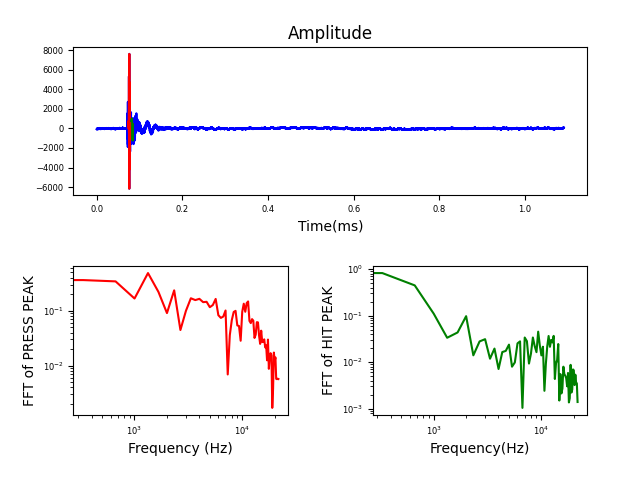 Amplitude
8000
6000
4000
2000
0
−2000
−4000
−6000
0.0 0.2 0.4 0.6 0.8 1.0
Time(ms)
FFT of PRESS PEAK
10⁻¹
10⁻²
10³ 10⁴
Frequency (Hz)
FFT of HIT PEAK
10⁰
10⁻¹
10⁻²
10⁻³
10³ 10⁴
Frequency(Hz)